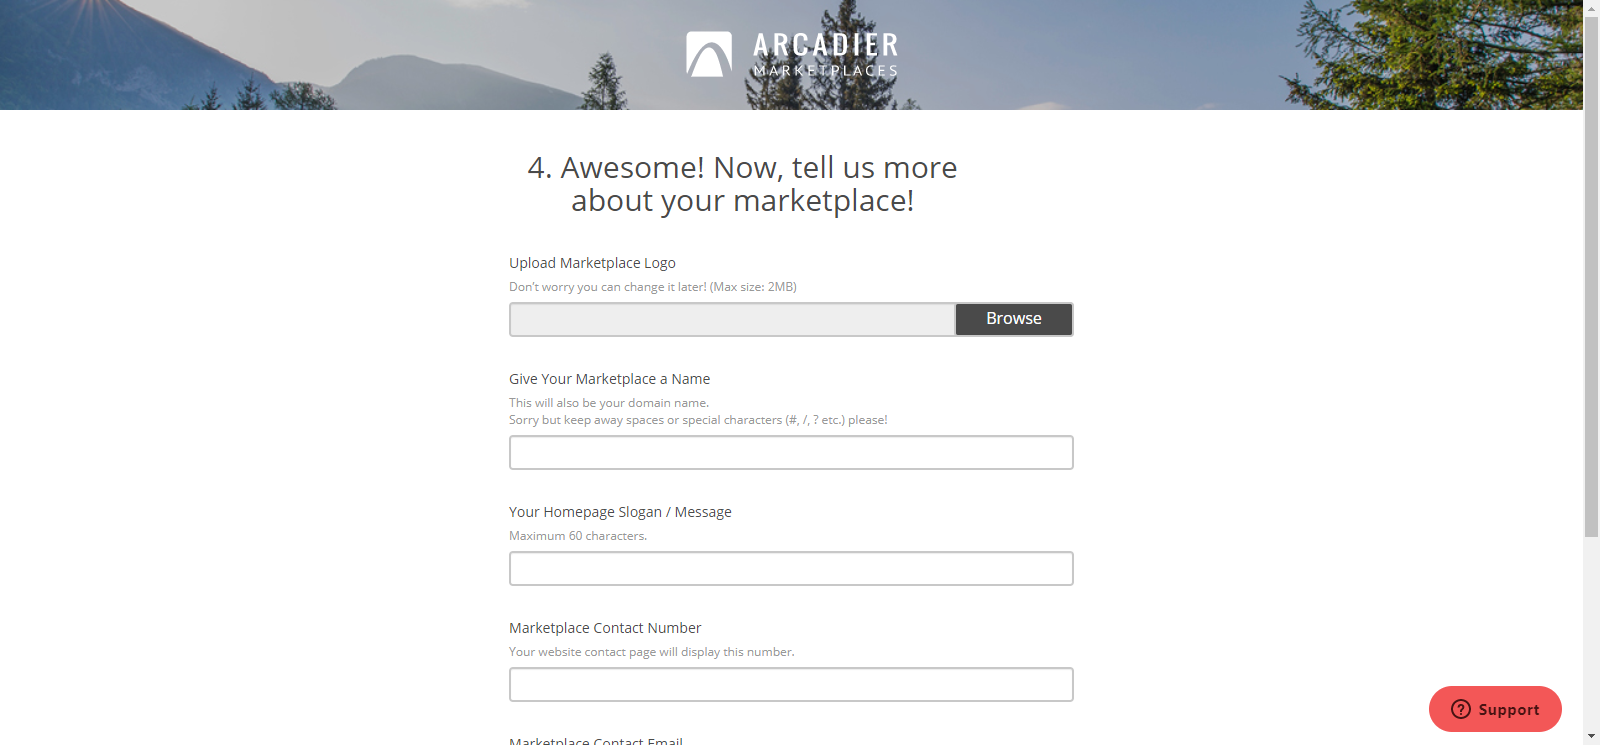 ARCADIER
MARKETPLACES
4. Awesome! Now, tell us more
about your marketplace!
Upload Marketplace Logo
Don't worry you can change it later! (Max size: 2MB)
Browse
Give Your Marketplace a Name
This will also be your domain name.
Sorry but keep away spaces or special characters (#, /, ? etc.) please!
Your Homepage Slogan / Message
Maximum 60 characters.
Marketplace Contact Number
Your website contact page will display this number.
Support
Marketplace Contact Email